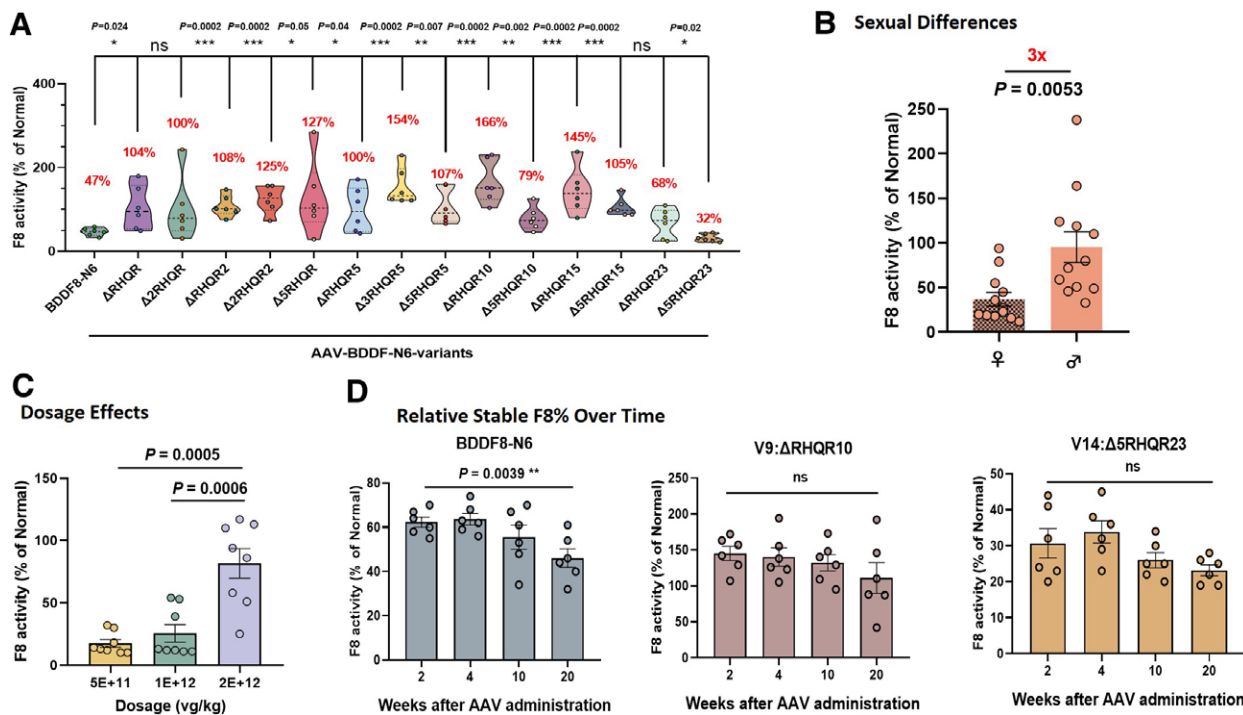 A
P=0.024 P=0.0002 P=0.0002 P=0.05 P=0.04 P=0.0002 P=0.007 P=0.0002 P=0.002 P=0.0002 P=0.0002 P=0.02
* ns *** *** * * *** ** *** ** *** *** ns *
F8 activity (% of Normal)
400
200
0
47% 104% 100% 108% 125% 127% 100% 154% 107% 166% 79% 145% 105% 68% 32%
BDDF8-N6 ΔRHQR Δ2RHQR ΔRHQR2 Δ2RHQR2 Δ5RHQR ΔRHQR5 Δ3RHQR5 Δ5RHQR5 ΔRHQR10 Δ5RHQR10 ΔRHQR15 Δ5RHQR15 ΔRHQR23 Δ5RHQR23
AAV-BDDF-N6-variants
B Sexual Differences
3x
P = 0.0053
F8 activity (% of Normal)
250
200
150
100
50
0
♀ ♂
C Dosage Effects
P = 0.0005
P = 0.0006
F8 activity (% of Normal)
150
100
50
0
5E+11 1E+12 2E+12
Dosage (vg/kg)
D Relative Stable F8% Over Time
BDDF8-N6
P = 0.0039 **
F8 activity (% of Normal)
80
60
40
20
0
2 4 10 20
Weeks after AAV administration
V9:ΔRHQR10
ns
F8 activity (% of Normal)
250
200
150
100
50
0
2 4 10 20
Weeks after AAV administration
V14:Δ5RHQR23
ns
F8 activity (% of Normal)
50
40
30
20
10
0
2 4 10 20
Weeks after AAV administration